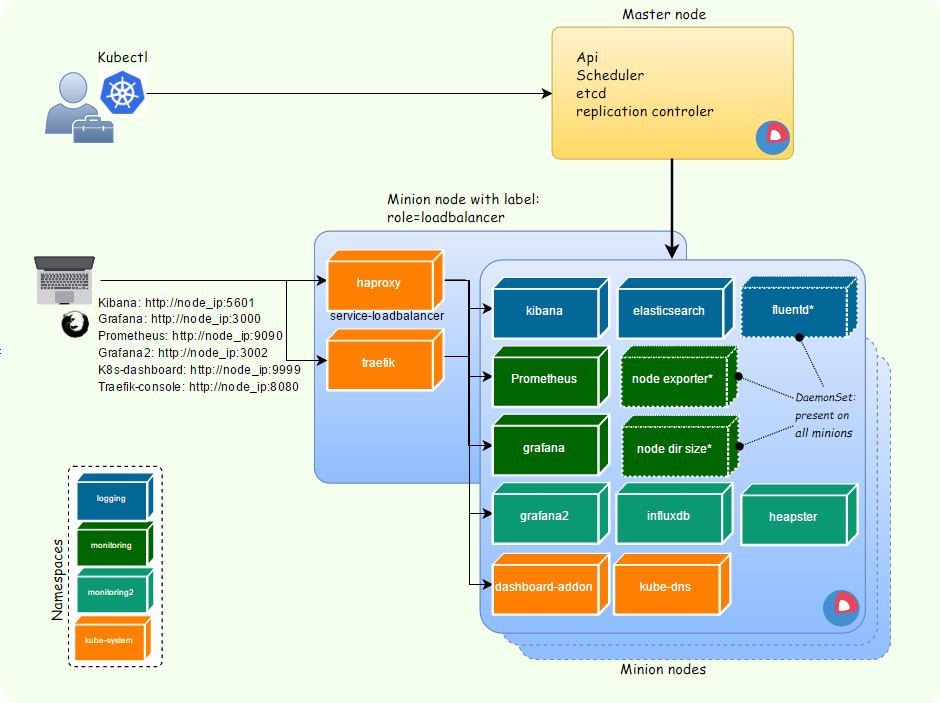 Master node
Kubectl
Api
Scheduler
etcd
replication controler
Minion node with label:
role=loadbalancer
haproxy
service-loadbalancer
traefik
Kibana: http://node_ip:5601
Grafana: http://node_ip:3000
Prometheus: http://node_ip:9090
Grafana2: http://node_ip:3002
K8s-dashboard: http://node_ip:9999
Traefik-console: http://node_ip:8080
kibana
elasticsearch
fluentd*
Prometheus
node exporter*
DaemonSet:
present on
all minions
grafana
node dir size*
grafana2
influxdb
heapster
dashboard-addon
kube-dns
Minion nodes
Namespaces
logging
monitoring
monitoring2
kube-system